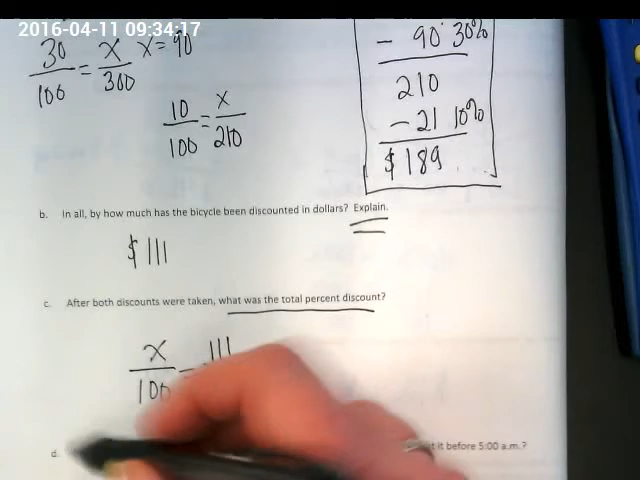 2016-04-11 09:34:17
30/100 = x/300 x = 90
- 90 30%
210
10/100 = x/210
- 21 10%
$189
b. In all, by how much has the bicycle been discounted in dollars? Explain.
$111
c. After both discounts were taken, what was the total percent discount?
x/100 = 111
d. it before 5:00 a.m.?